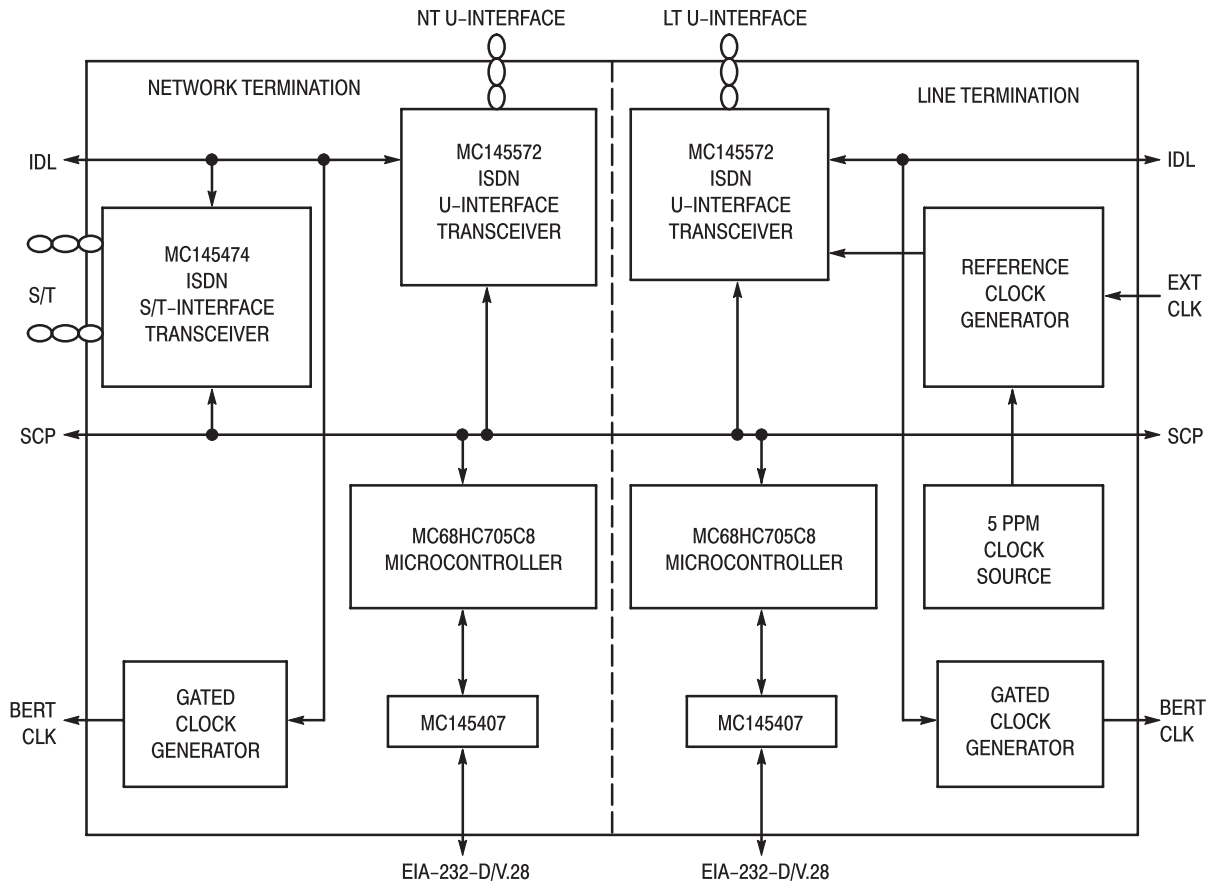 NT U–INTERFACE
LT U–INTERFACE
NETWORK TERMINATION
LINE TERMINATION
IDL
MC145572
ISDN
U–INTERFACE
TRANSCEIVER
MC145572
ISDN
U–INTERFACE
TRANSCEIVER
IDL
S/T
MC145474
ISDN
S/T–INTERFACE
TRANSCEIVER
REFERENCE
CLOCK
GENERATOR
EXT
CLK
SCP
SCP
MC68HC705C8
MICROCONTROLLER
MC68HC705C8
MICROCONTROLLER
5 PPM
CLOCK
SOURCE
BERT
CLK
GATED
CLOCK
GENERATOR
MC145407
MC145407
GATED
CLOCK
GENERATOR
BERT
CLK
EIA–232–D/V.28
EIA–232–D/V.28